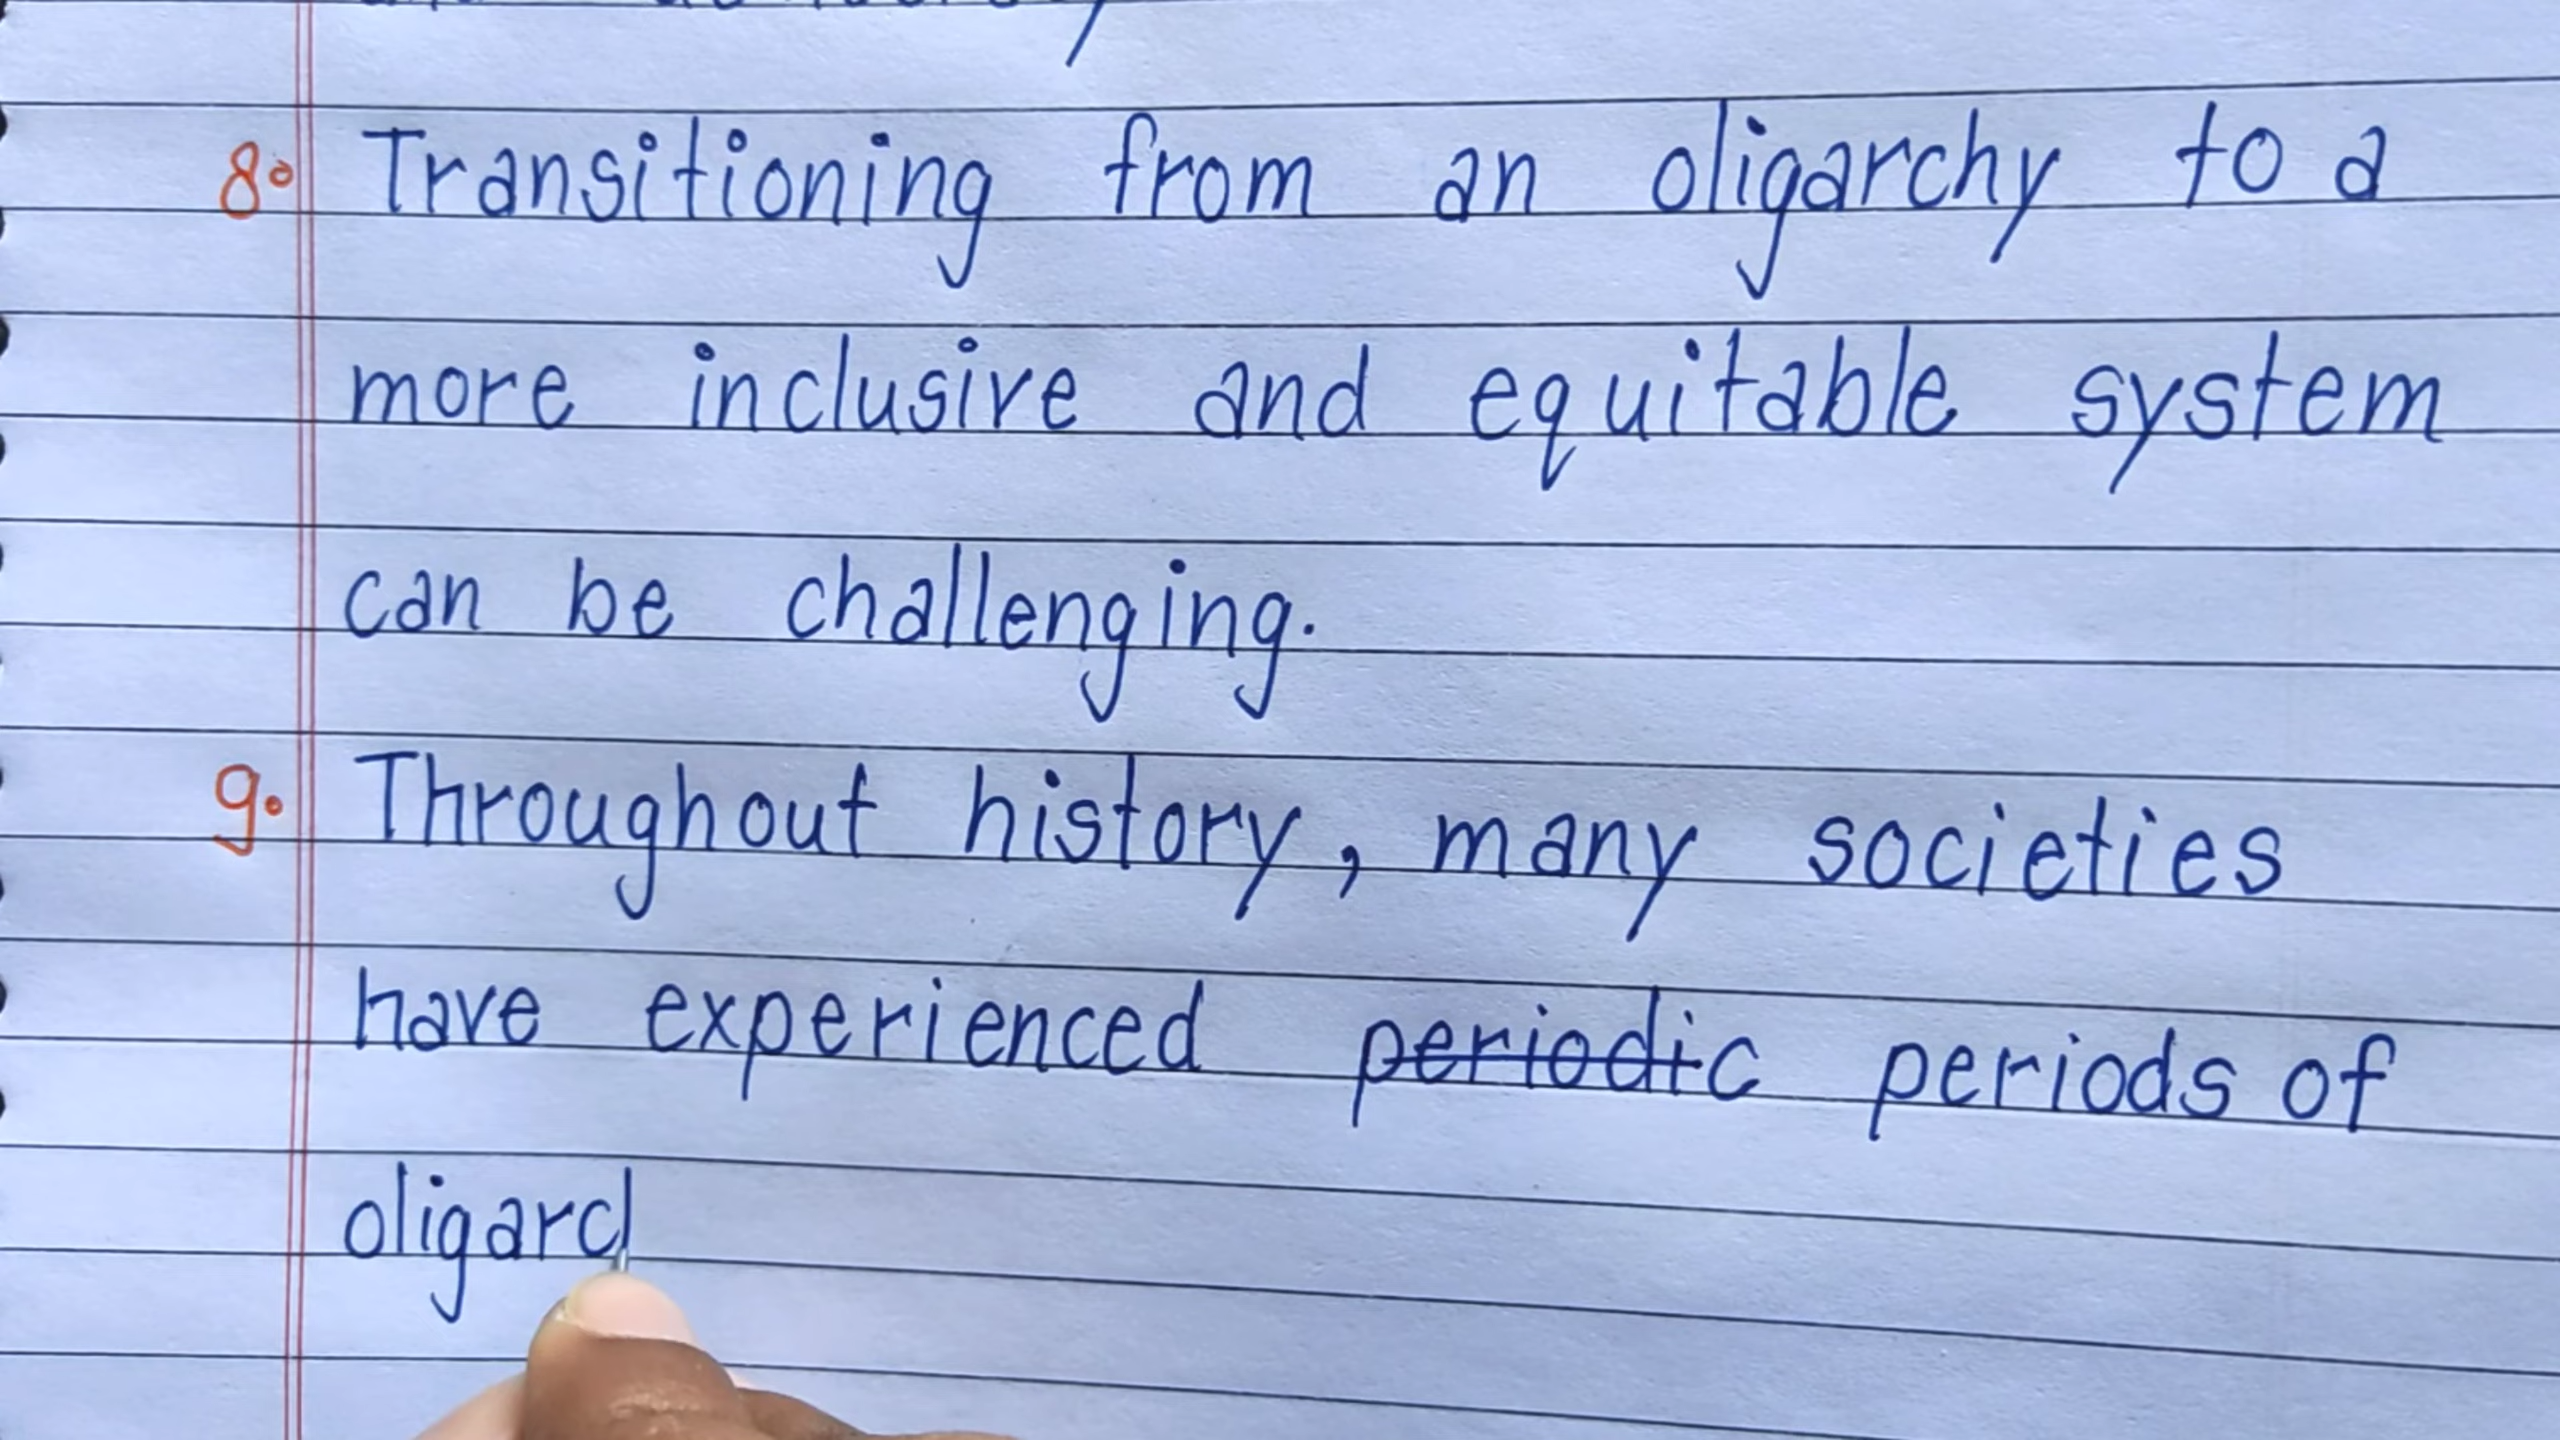 8. Transitioning from an oligarchy to a
more inclusive and equitable system
can be challenging.
9. Throughout history, many societies
have experienced periodic periods of
oligarc